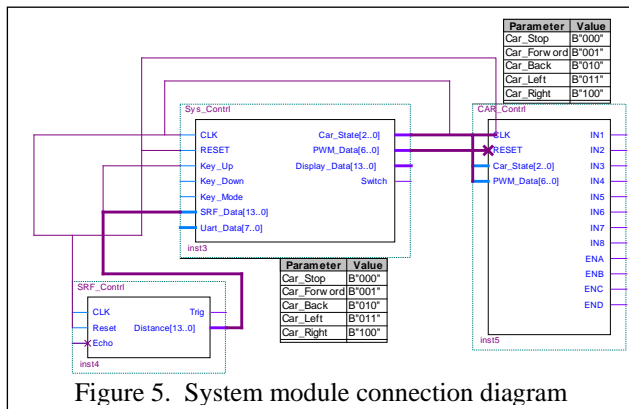 Parameter Value
Car_Stop B"000"
Car_Forword B"001"
Car_Back B"010"
Car_Left B"011"
Car_Right B"100"
Sys_Contrl
CLK Car_State[2..0]
RESET PWM_Data[6..0]
Key_Up Display_Data[13..0]
Key_Down Switch
Key_Mode
SRF_Data[13..0]
Uart_Data[7..0]
inst3
CAR_Contrl
CLK IN1
RESET IN2
Car_State[2..0] IN3
PWM_Data[6..0] IN4
IN5
IN6
IN7
IN8
ENA
ENB
ENC
END
inst5
Parameter Value
Car_Stop B"000"
Car_Forword B"001"
Car_Back B"010"
Car_Left B"011"
Car_Right B"100"
SRF_Contrl
CLK Trig
Reset Distance[13..0]
Echo
inst4
Figure 5. System module connection diagram